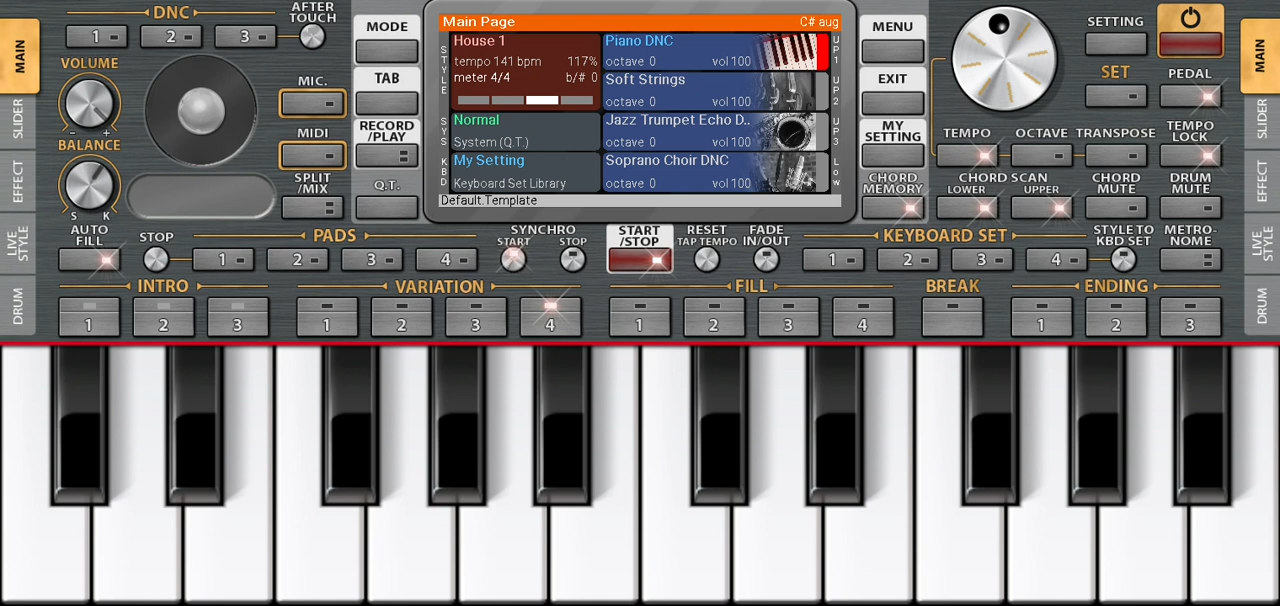 DNC
1
2
3
AFTER
TOUCH
MAIN
SLIDER
EFFECT
LIVE
STYLE
DRUM
VOLUME
- +
BALANCE
S K
MIC.
MIDI
SPLIT
/MIX
MODE
TAB
RECORD
/PLAY
Q.T.
Main Page
C# aug
STYLE
House 1
tempo 141 bpm 117%
meter 4/4 b/# 0
SYS
Normal
System (Q.T.)
KBD
My Setting
Keyboard Set Library
Piano DNC
octave 0 vol 100
UP1
Soft Strings
octave 0 vol 100
UP2
Jazz Trumpet Echo D..
octave 0 vol 100
UP3
Soprano Choir DNC
octave 0 vol 100
Low
Default.Template
MENU
EXIT
MY
SETTING
CHORD
MEMORY
SETTING
SET
PEDAL
TEMPO
OCTAVE
TRANSPOSE
TEMPO
LOCK
CHORD SCAN
LOWER UPPER
CHORD
MUTE
DRUM
MUTE
MAIN
SLIDER
EFFECT
LIVE
STYLE
DRUM
AUTO
FILL
STOP
PADS
1
2
3
4
SYNCHRO
START STOP
START
/STOP
RESET
TAP TEMPO
FADE
IN/OUT
KEYBOARD SET
1
2
3
4
STYLE TO
KBD SET
METRO-
NOME
INTRO
1
2
3
VARIATION
1
2
3
4
FILL
1
2
3
4
BREAK
ENDING
1
2
3